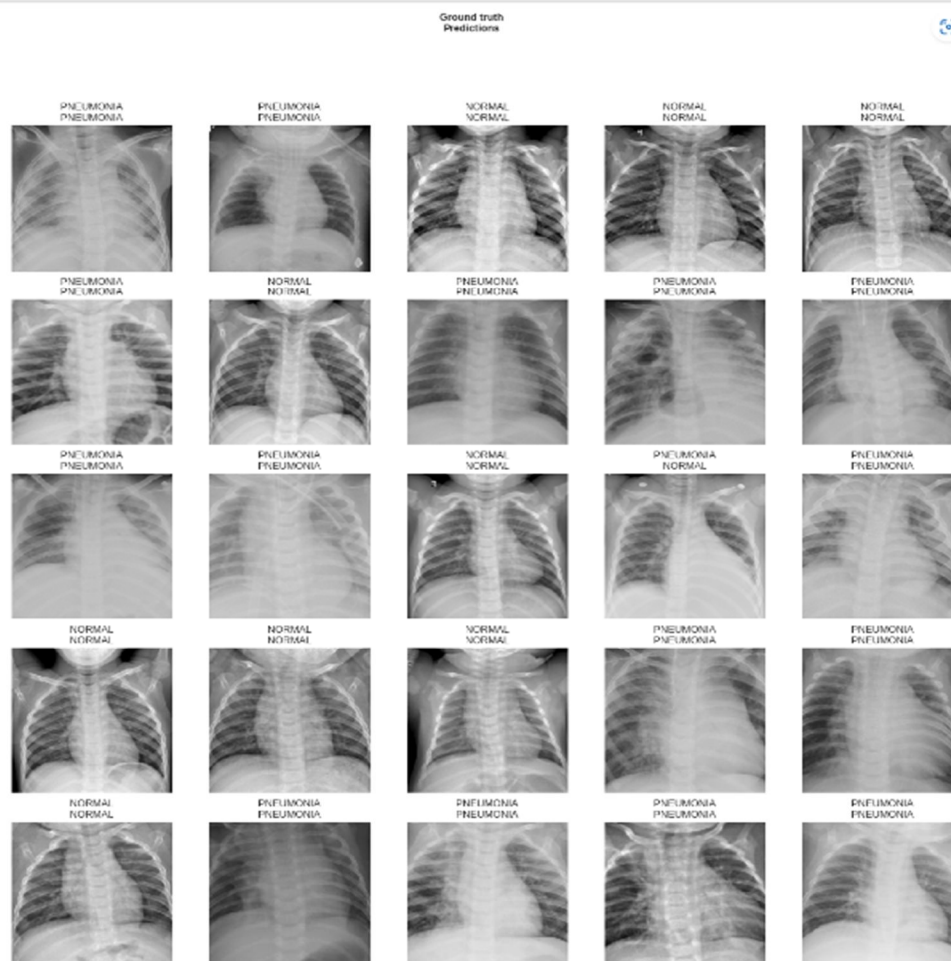 Ground truth
Predictions
PNEUMONIA PNEUMONIA NORMAL NORMAL NORMAL
PNEUMONIA PNEUMONIA NORMAL NORMAL NORMAL
PNEUMONIA NORMAL PNEUMONIA PNEUMONIA PNEUMONIA
PNEUMONIA NORMAL PNEUMONIA PNEUMONIA PNEUMONIA
PNEUMONIA PNEUMONIA NORMAL PNEUMONIA PNEUMONIA
PNEUMONIA PNEUMONIA NORMAL NORMAL PNEUMONIA
NORMAL NORMAL NORMAL PNEUMONIA PNEUMONIA
NORMAL NORMAL NORMAL PNEUMONIA PNEUMONIA
NORMAL PNEUMONIA PNEUMONIA PNEUMONIA PNEUMONIA
NORMAL PNEUMONIA PNEUMONIA PNEUMONIA PNEUMONIA